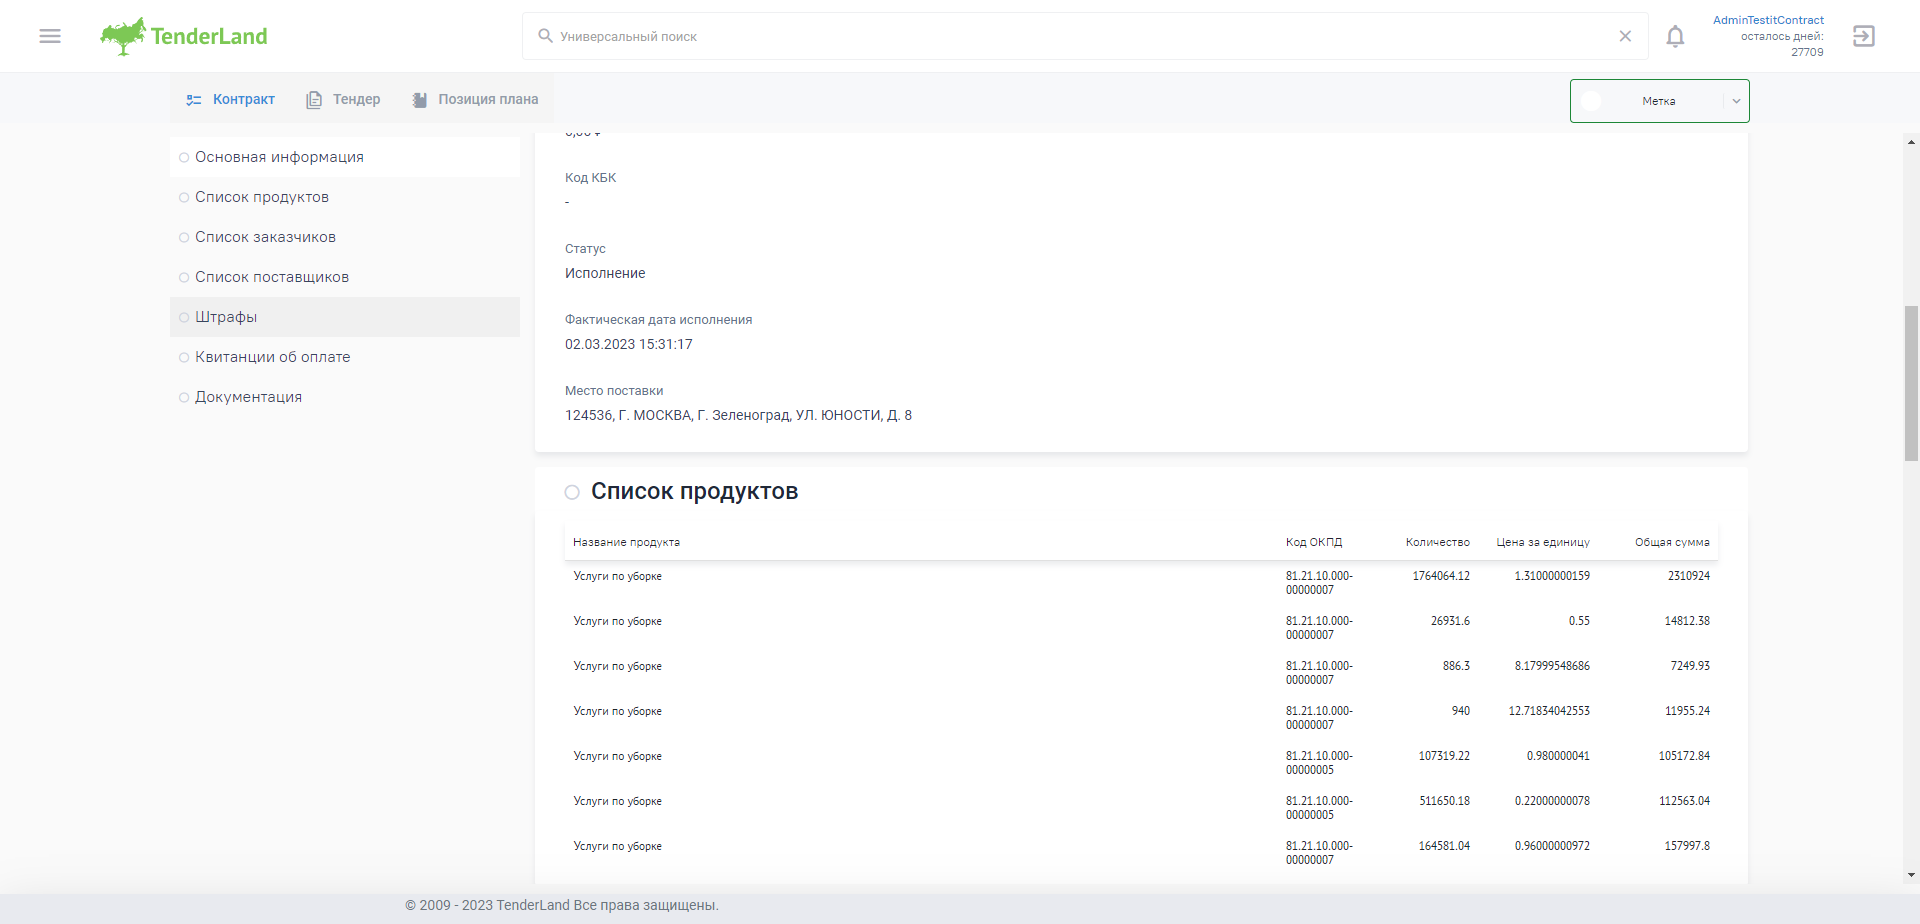 TenderLand
Универсальный поиск
AdminTestitContract
осталось дней:
27709
Контракт
Тендер
Позиция плана
Метка
Основная информация
Список продуктов
Список заказчиков
Список поставщиков
Штрафы
Квитанции об оплате
Документация
Код КБК
-
Статус
Исполнение
Фактическая дата исполнения
02.03.2023 15:31:17
Место поставки
124536, Г. МОСКВА, Г. Зеленоград, УЛ. ЮНОСТИ, Д. 8
Список продуктов
Название продукта Код ОКПД Количество Цена за единицу Общая сумма
Услуги по уборке 81.21.10.000- 1764064.12 1.31000000159 2310924
00000007
Услуги по уборке 81.21.10.000- 26931.6 0.55 14812.38
00000007
Услуги по уборке 81.21.10.000- 886.3 8.17999548686 7249.93
00000007
Услуги по уборке 81.21.10.000- 940 12.71834042553 11955.24
00000007
Услуги по уборке 81.21.10.000- 107319.22 0.980000041 105172.84
00000005
Услуги по уборке 81.21.10.000- 511650.18 0.22000000078 112563.04
00000005
Услуги по уборке 81.21.10.000- 164581.04 0.96000000972 157997.8
00000007
© 2009 - 2023 TenderLand Все права защищены.